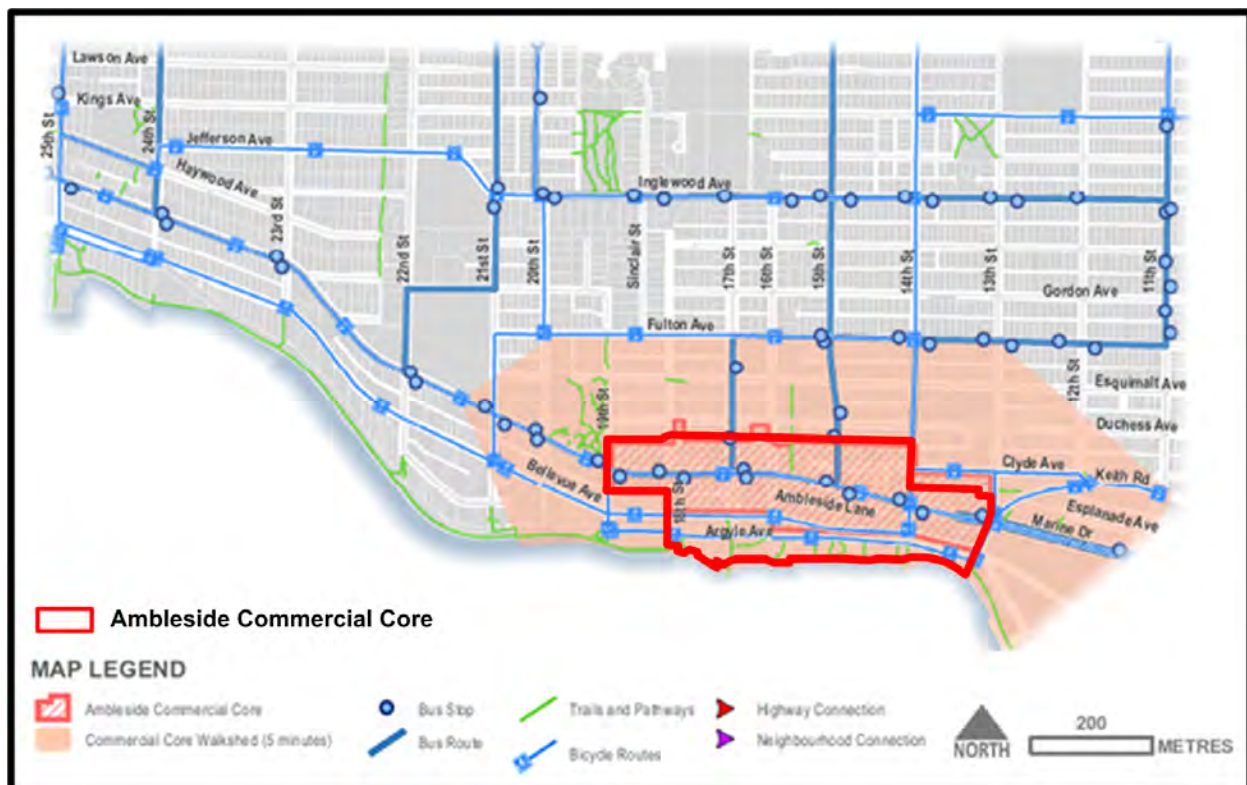 Lawson Ave
Kings Ave
25th St
24th St
Jefferson Ave
Haywood Ave
23rd St
22nd St
21st St
20th St
Inglewood Ave
Sinclair St
17th St
16th St
15th St
14th St
13th St
11th St
Gordon Ave
Fulton Ave
12th St
Esquimalt Ave
Duchess Ave
19th St
Bellevue Ave
18th St
Clyde Ave
Keith Rd
Ambleside Lane
Esplanade Ave
Marine Dr
Argyle Ave
Ambleside Commercial Core
MAP LEGEND
Ambleside Commercial Core
Commercial Core Walkshed (5 minutes)
Bus Stop
Bus Route
Trails and Pathways
Bicycle Routes
Highway Connection
Neighbourhood Connection
NORTH
200
METRES